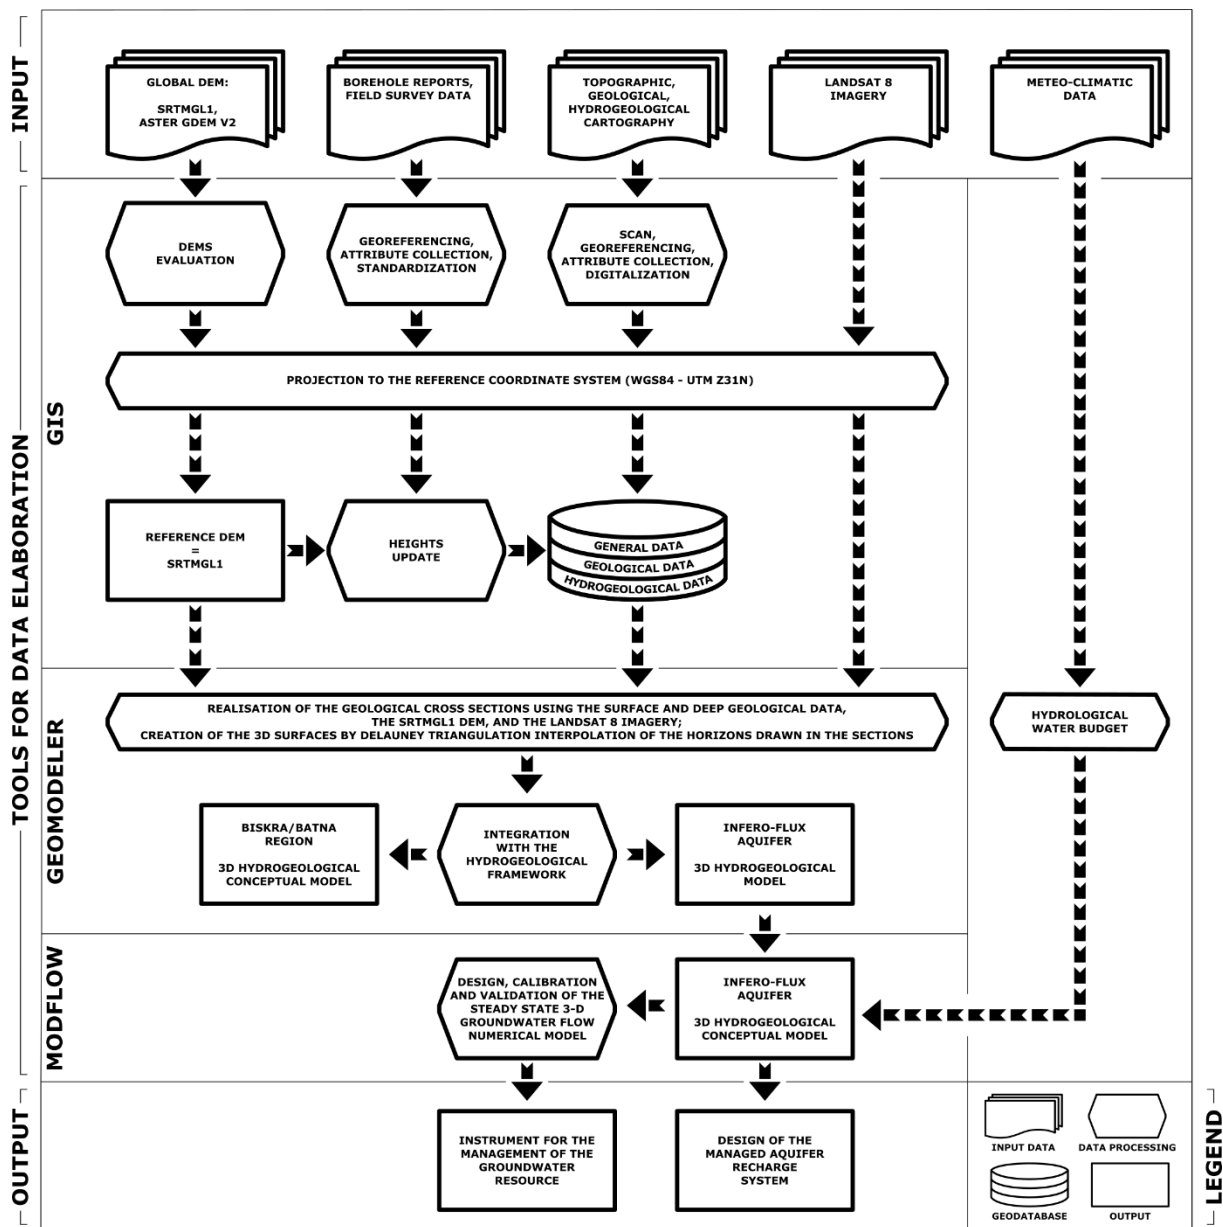 INPUT
GLOBAL DEM:
SRTMGL1,
ASTER GDEM V2
BOREHOLE REPORTS,
FIELD SURVEY DATA
TOPOGRAPHIC,
GEOLOGICAL,
HYDROGEOLOGICAL
CARTOGRAPHY
LANDSAT 8
IMAGERY
METEO-CLIMATIC
DATA
TOOLS FOR DATA ELABORATION
GIS
DEMS
EVALUATION
GEOREFERENCING,
ATTRIBUTE COLLECTION,
STANDARDIZATION
SCAN,
GEOREFERENCING,
ATTRIBUTE COLLECTION,
DIGITALIZATION
PROJECTION TO THE REFERENCE COORDINATE SYSTEM (WGS84 - UTM Z31N)
REFERENCE DEM
=
SRTMGL1
HEIGHTS
UPDATE
GENERAL DATA
GEOLOGICAL DATA
HYDROGEOLOGICAL DATA
GEOMODELER
REALISATION OF THE GEOLOGICAL CROSS SECTIONS USING THE SURFACE AND DEEP GEOLOGICAL DATA,
THE SRTMGL1 DEM, AND THE LANDSAT 8 IMAGERY;
CREATION OF THE 3D SURFACES BY DELAUNEY TRIANGULATION INTERPOLATION OF THE HORIZONS DRAWN IN THE SECTIONS
HYDROLOGICAL
WATER BUDGET
BISKRA/BATNA
REGION
3D HYDROGEOLOGICAL
CONCEPTUAL MODEL
INTEGRATION
WITH THE
HYDROGEOLOGICAL
FRAMEWORK
INFERO-FLUX
AQUIFER
3D HYDROGEOLOGICAL
MODEL
MODFLOW
DESIGN, CALIBRATION
AND VALIDATION OF THE
STEADY STATE 3-D
GROUNDWATER FLOW
NUMERICAL MODEL
INFERO-FLUX
AQUIFER
3D HYDROGEOLOGICAL
CONCEPTUAL MODEL
OUTPUT
INSTRUMENT FOR THE
MANAGEMENT OF THE
GROUNDWATER
RESOURCE
DESIGN OF THE
MANAGED AQUIFER
RECHARGE
SYSTEM
LEGEND
INPUT DATA
DATA PROCESSING
GEODATABASE
OUTPUT